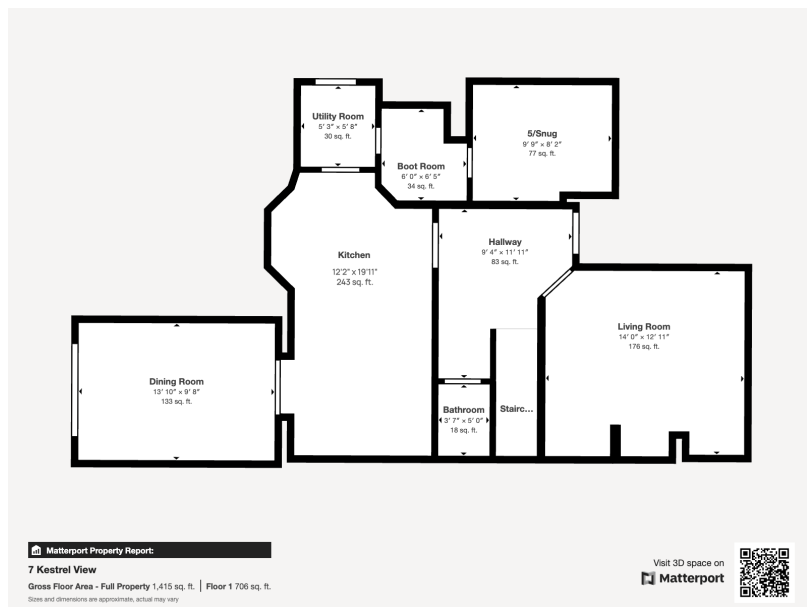 Utility Room
5' 3" × 5' 8"
30 sq. ft.
Boot Room
6' 0" × 6' 5"
34 sq. ft.
5/Snug
9' 9" × 8' 2"
77 sq. ft.
Kitchen
12'2" x 19'11"
243 sq. ft.
Hallway
9' 4" × 11' 11"
83 sq. ft.
Living Room
14' 0" × 12' 11"
176 sq. ft.
Dining Room
13' 10" × 9' 8"
133 sq. ft.
Bathroom
3' 7" × 5' 0"
18 sq. ft.
Stairc...
Matterport Property Report:
7 Kestrel View
Gross Floor Area - Full Property 1,415 sq. ft. | Floor 1 706 sq. ft.
Sizes and dimensions are approximate, actual may vary
Visit 3D space on
Matterport